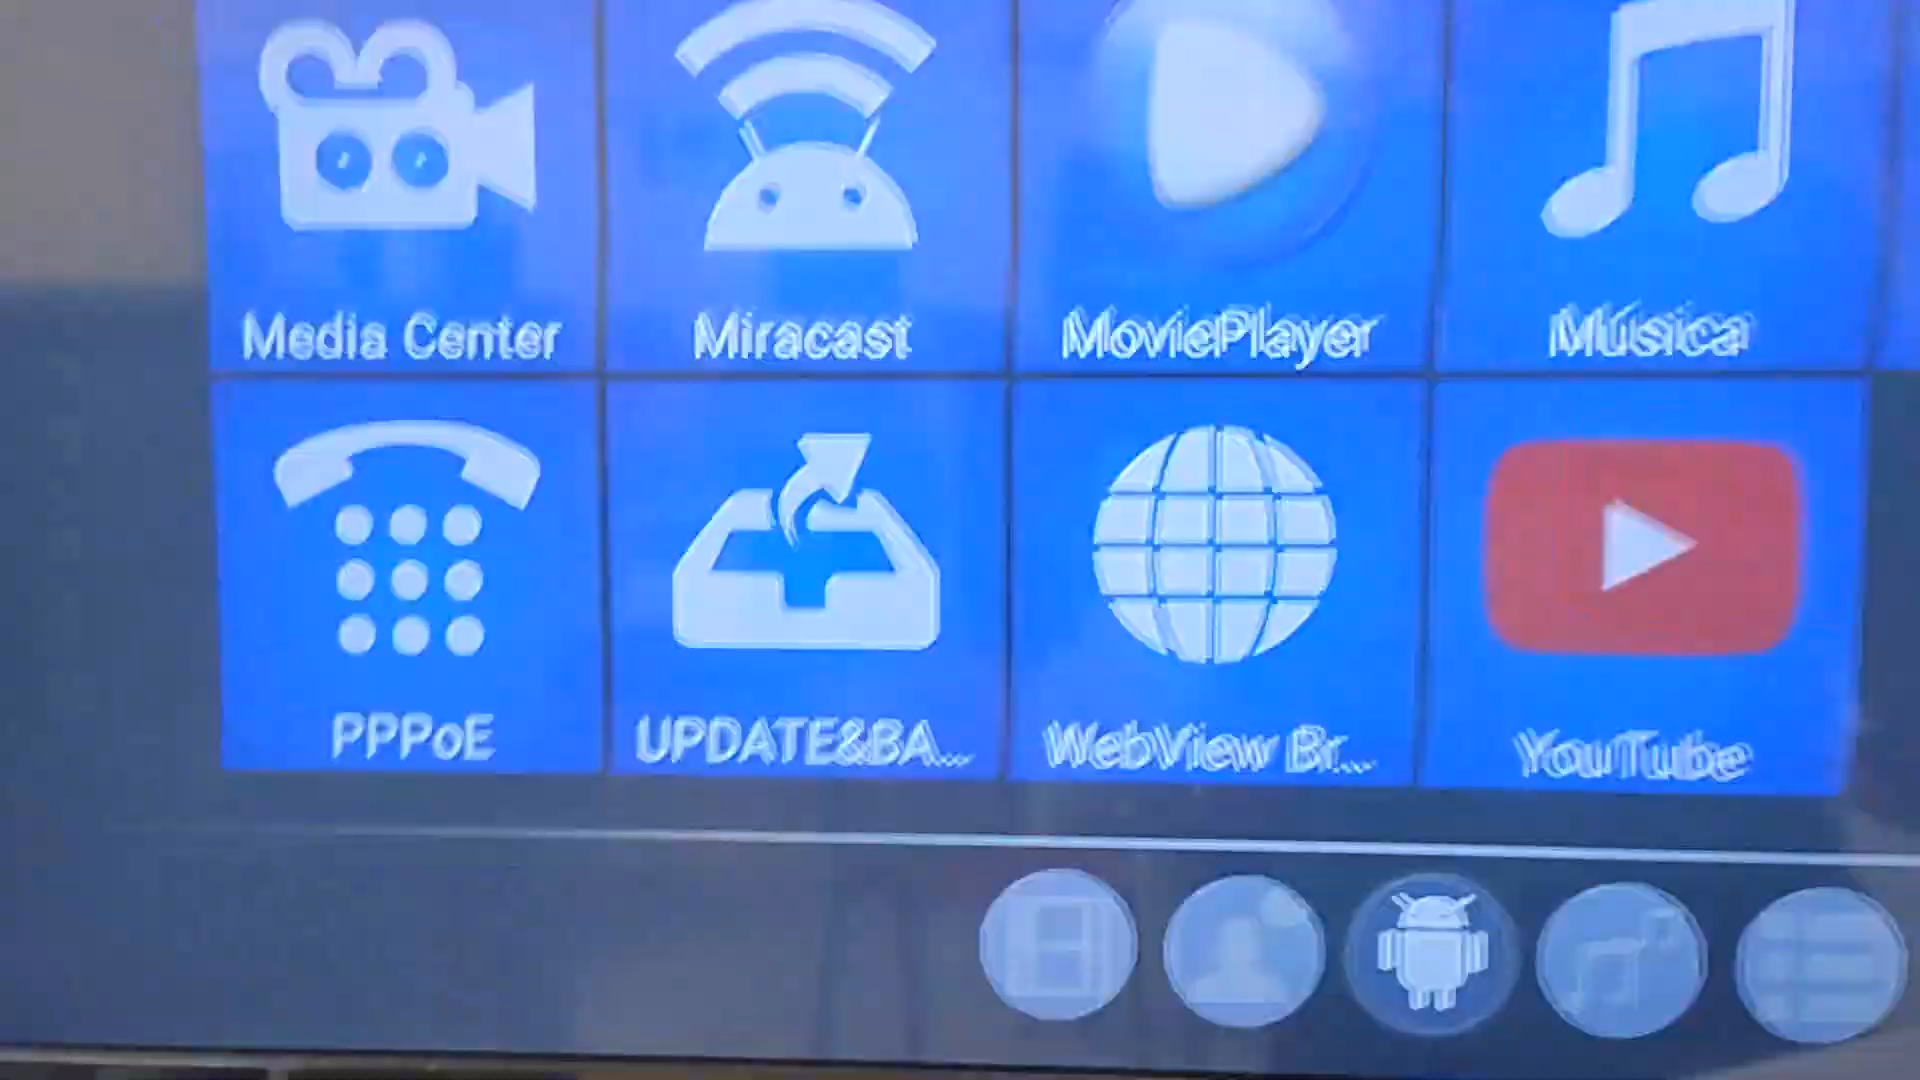 Media Center
Miracast
MoviePlayer
Música
PPPoE
UPDATE&BA...
WebView Br...
YouTube